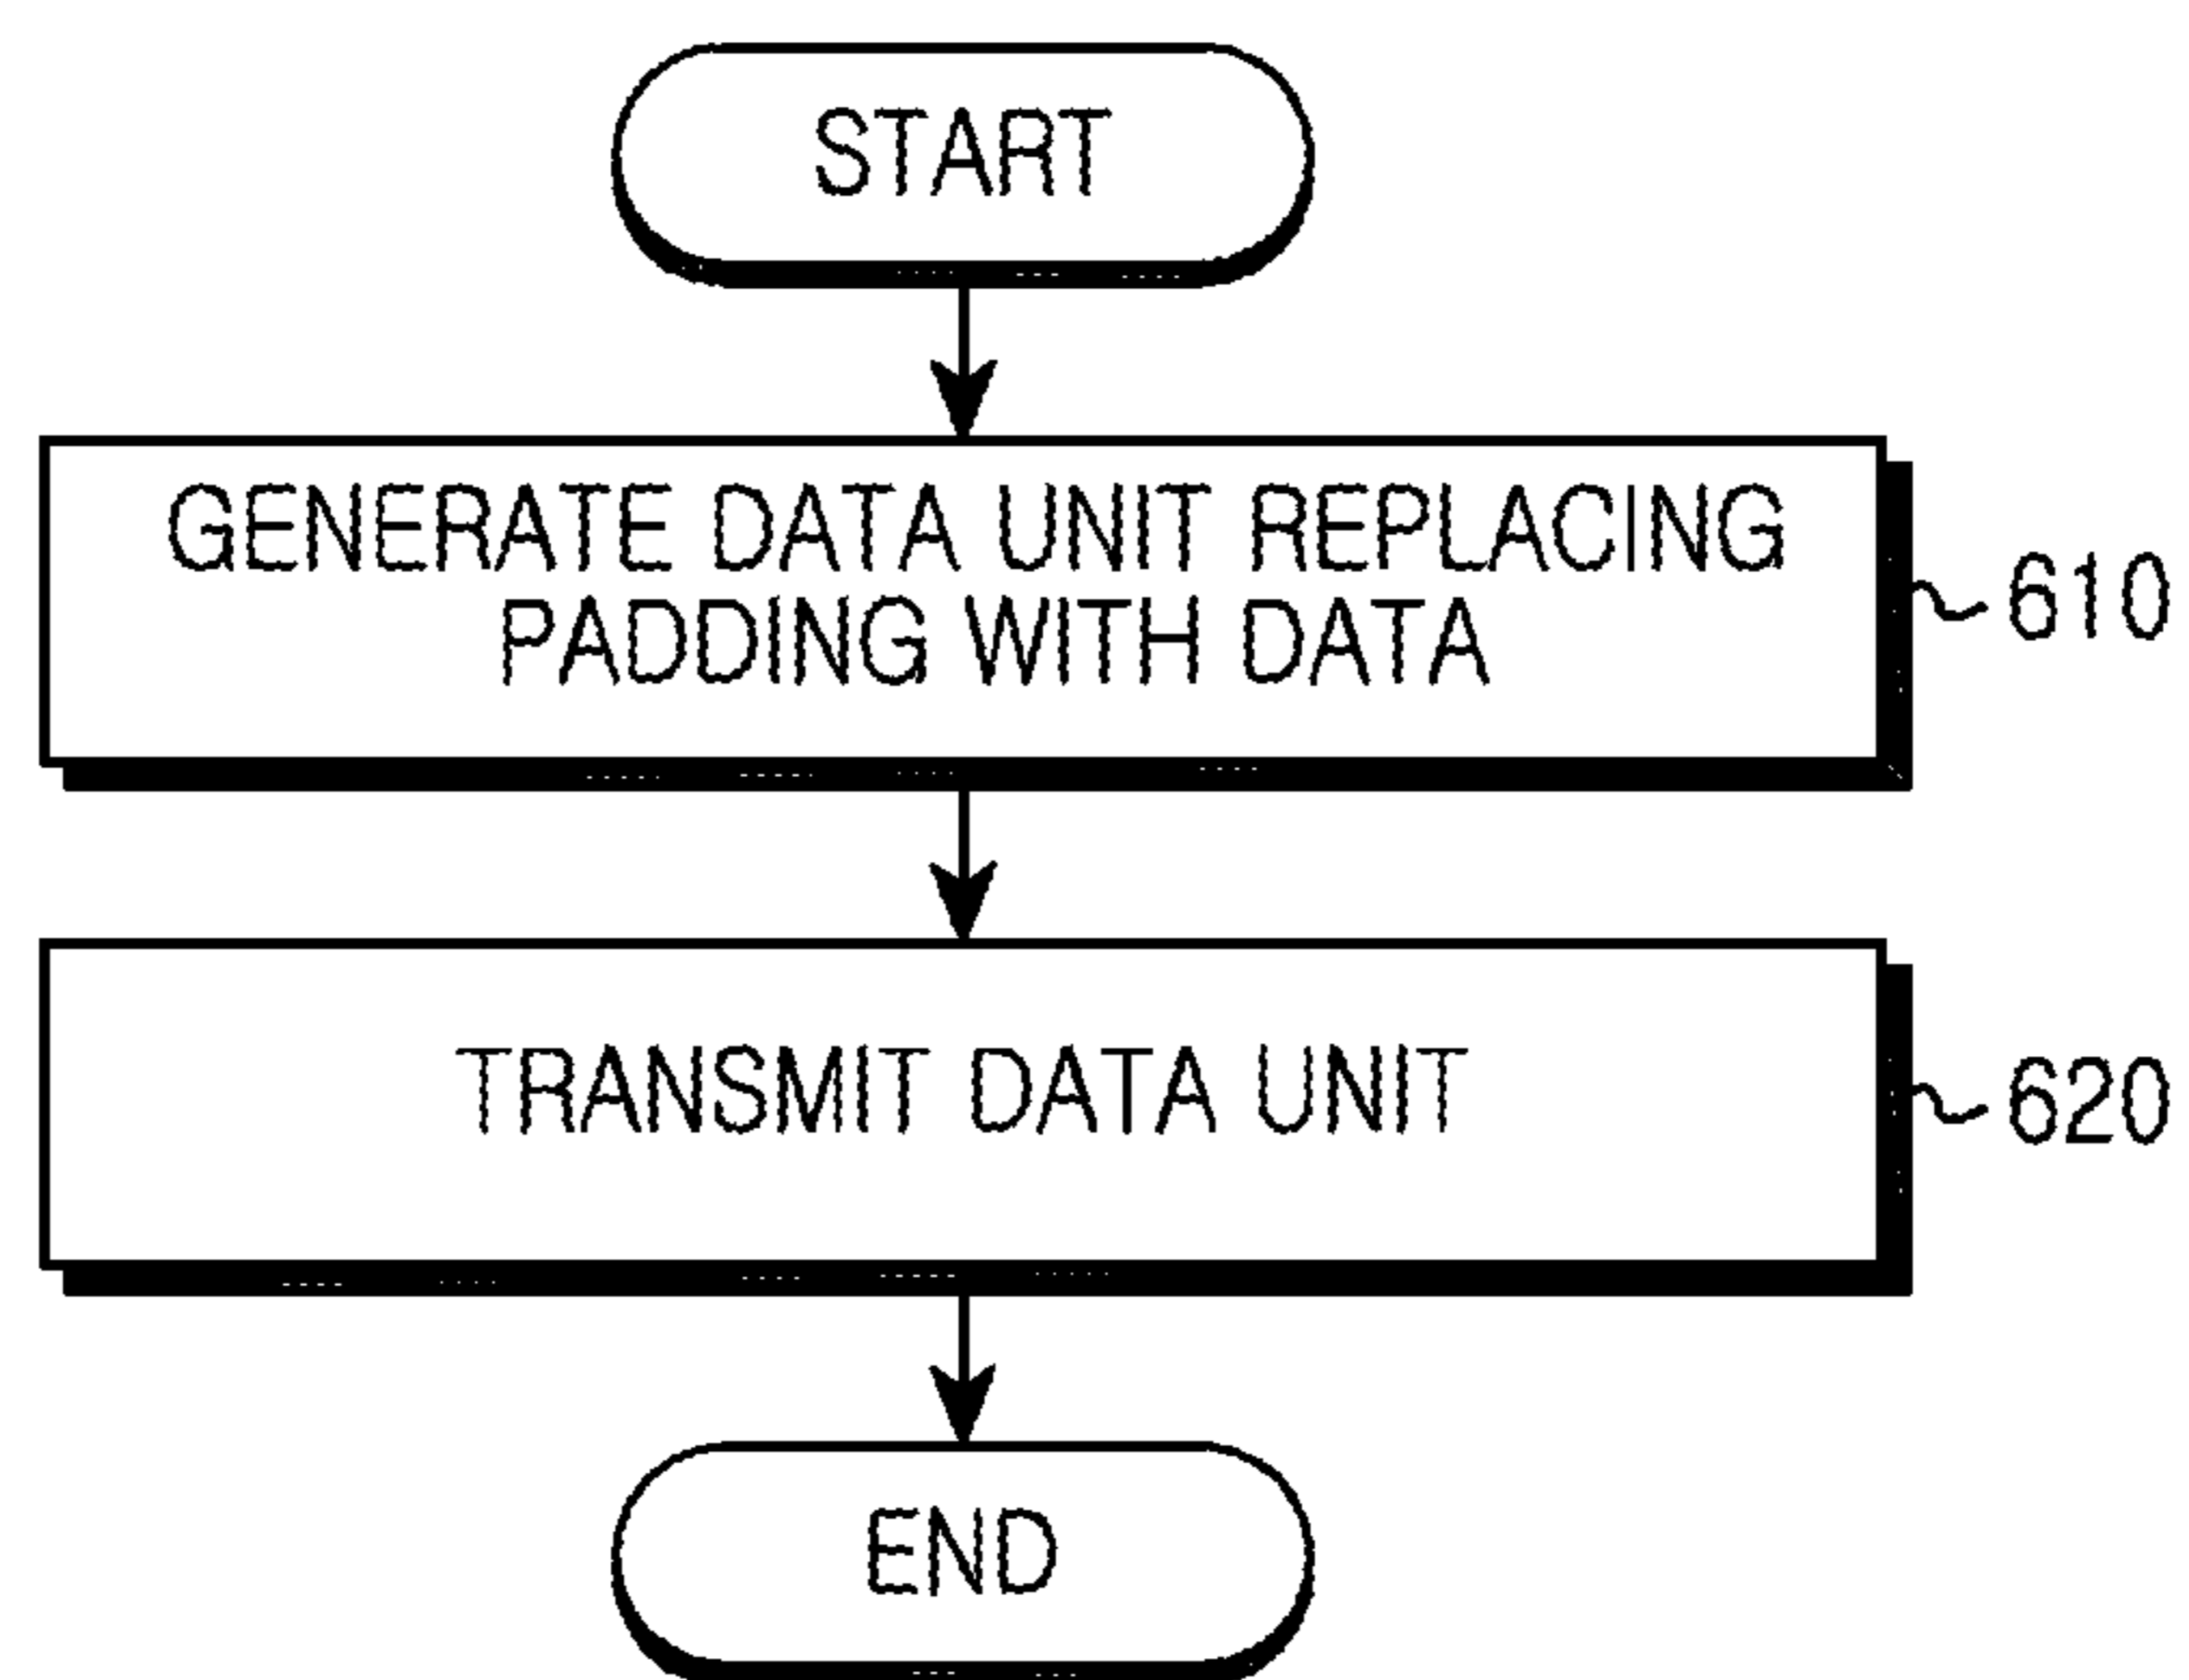 START
GENERATE DATA UNIT REPLACING
PADDING WITH DATA
610
TRANSMIT DATA UNIT
620
END